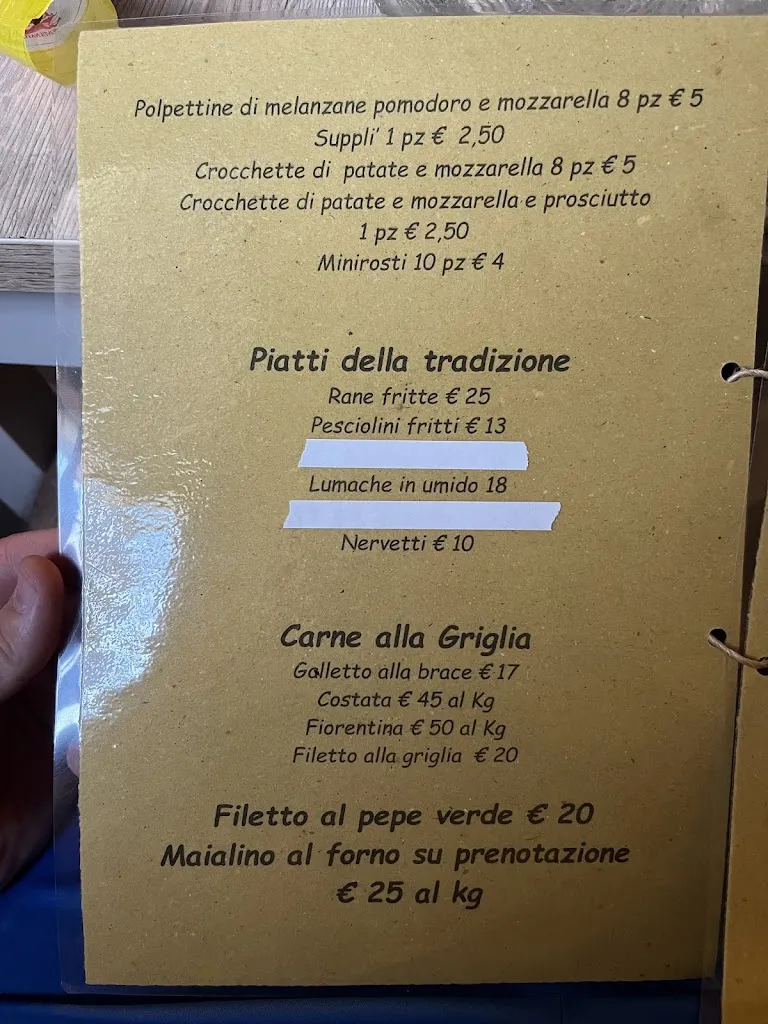 Polpettine di melanzane pomodoro e mozzarella 8 pz € 5
Suppli' 1 pz € 2,50
Crocchette di patate e mozzarella 8 pz € 5
Crocchette di patate e mozzarella e prosciutto
1 pz € 2,50
Minirosti 10 pz € 4
Piatti della tradizione
Rane fritte € 25
Pesciolini fritti € 13
Lumache in umido 18
Nervetti € 10
Carne alla Griglia
Galletto alla brace € 17
Costata € 45 al Kg
Fiorentina € 50 al Kg
Filetto alla griglia € 20
Filetto al pepe verde € 20
Maialino al forno su prenotazione
€ 25 al kg